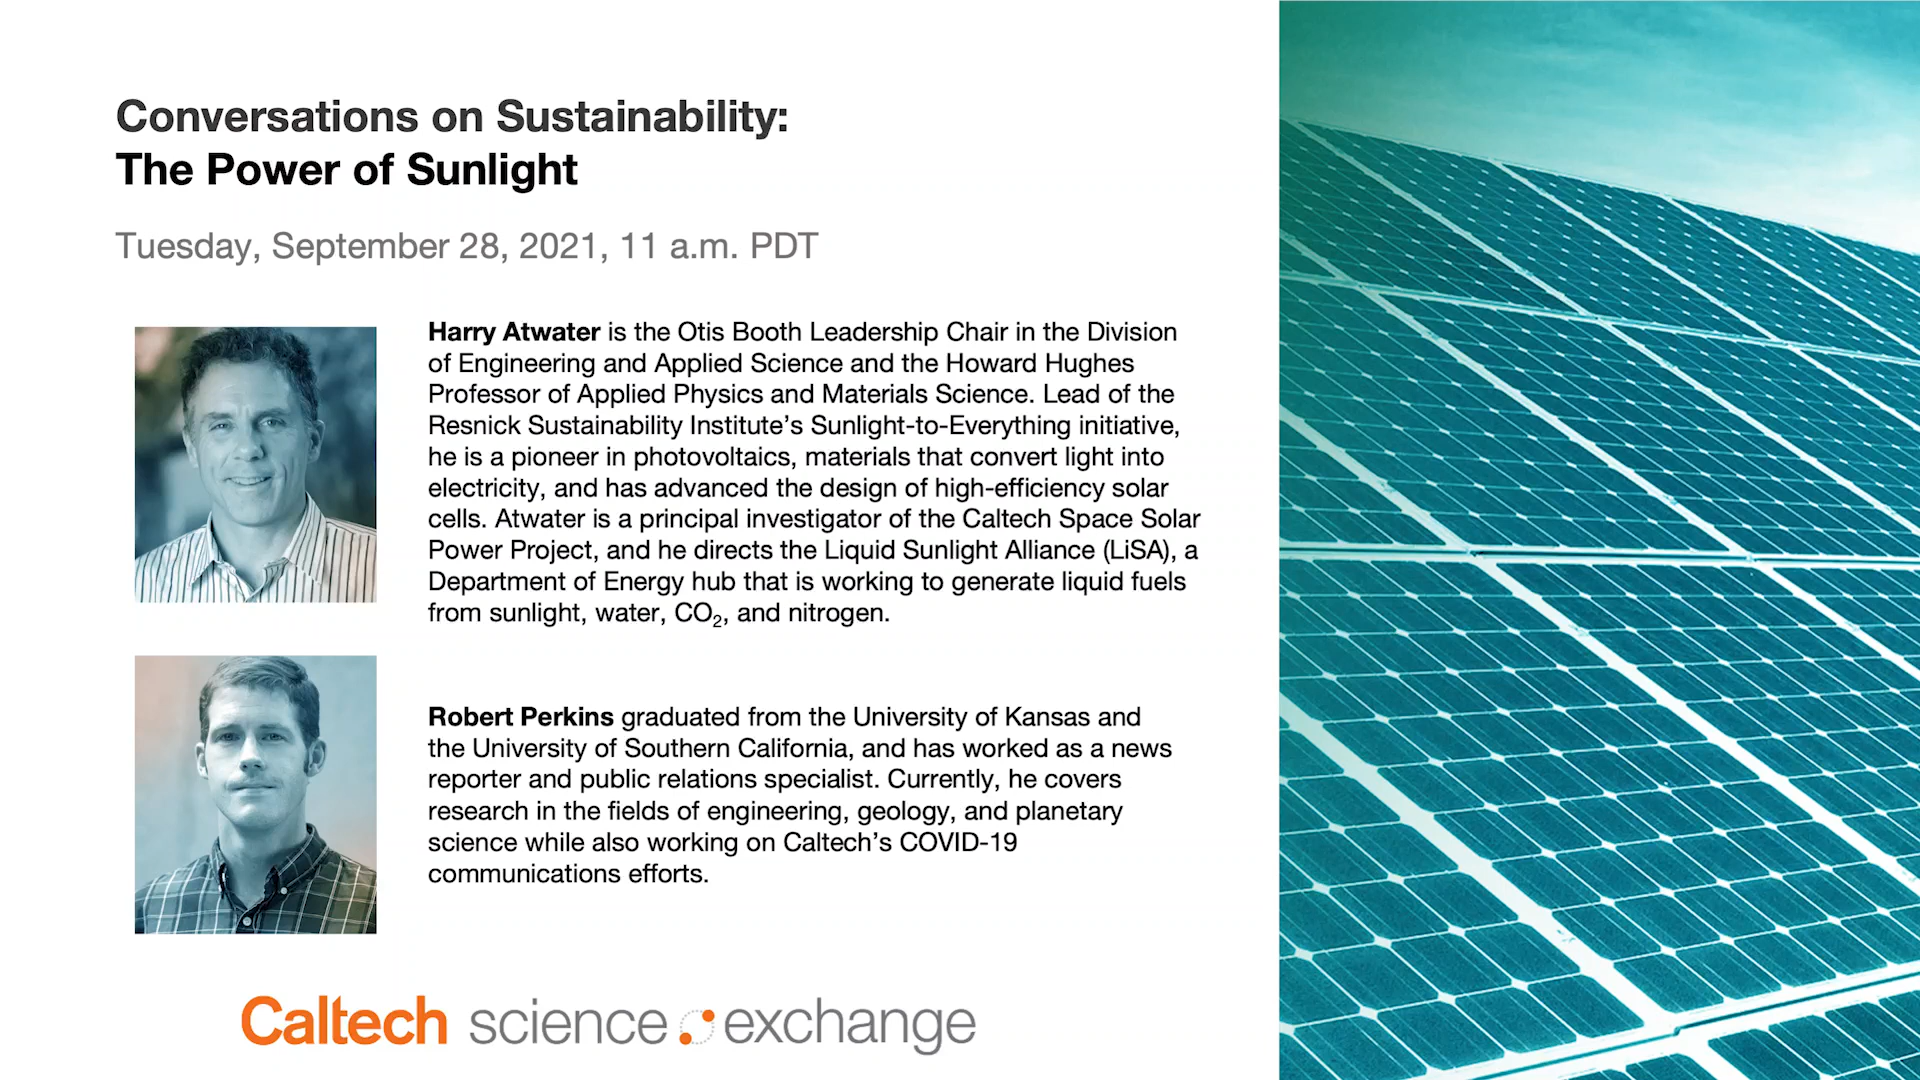 Conversations on Sustainability:
The Power of Sunlight
Tuesday, September 28, 2021, 11 a.m. PDT
Harry Atwater is the Otis Booth Leadership Chair in the Division
of Engineering and Applied Science and the Howard Hughes
Professor of Applied Physics and Materials Science. Lead of the
Resnick Sustainability Institute’s Sunlight-to-Everything initiative,
he is a pioneer in photovoltaics, materials that convert light into
electricity, and has advanced the design of high-efficiency solar
cells. Atwater is a principal investigator of the Caltech Space Solar
Power Project, and he directs the Liquid Sunlight Alliance (LiSA), a
Department of Energy hub that is working to generate liquid fuels
from sunlight, water, CO₂, and nitrogen.
Robert Perkins graduated from the University of Kansas and
the University of Southern California, and has worked as a news
reporter and public relations specialist. Currently, he covers
research in the fields of engineering, geology, and planetary
science while also working on Caltech’s COVID-19
communications efforts.
Caltech science exchange